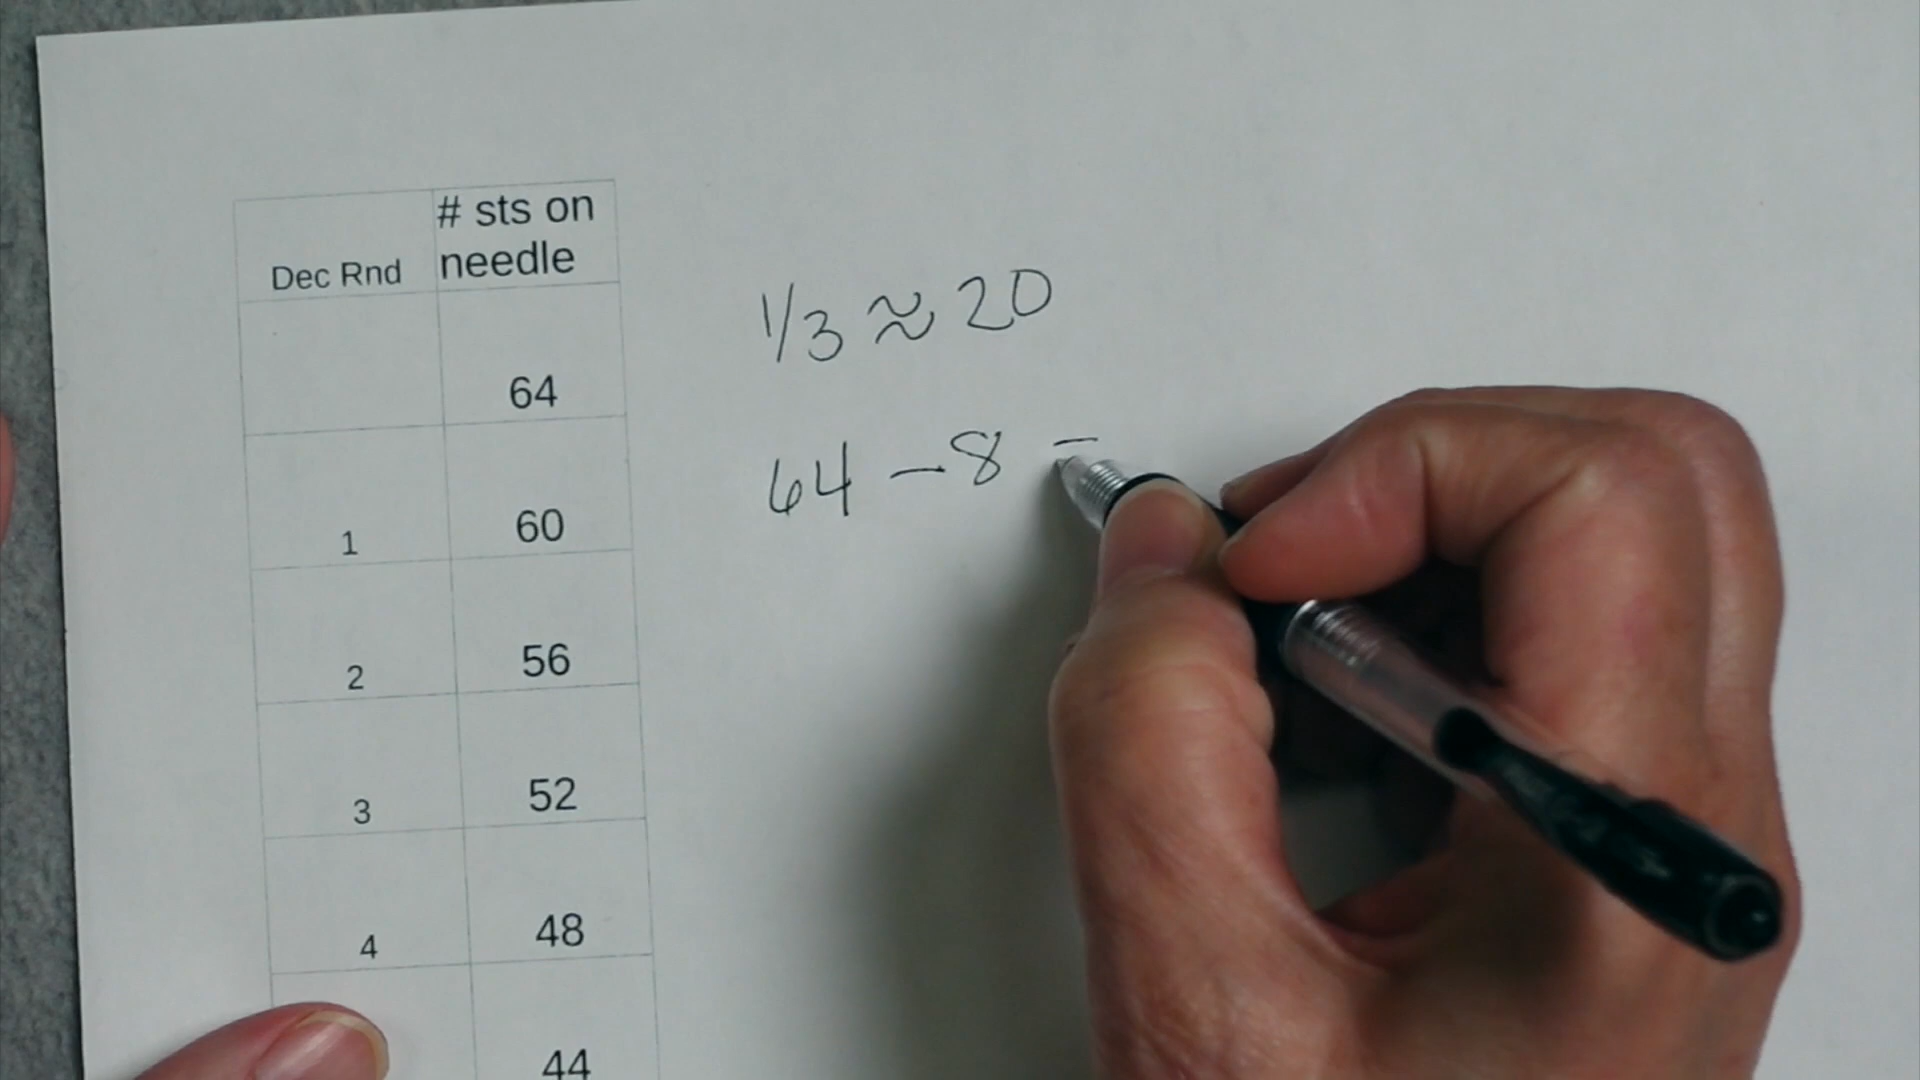 Dec Rnd # sts on needle
64
1 60
2 56
3 52
4 48
44
1/3 ≈ 20
64 - 8 =